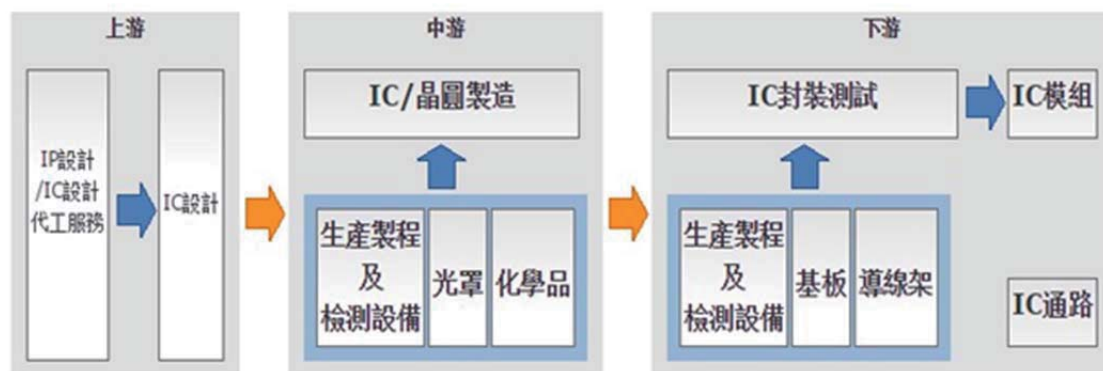 上游
IP設計
/IC設計
代工服務
IC設計
中游
IC/晶圓製造
生產製程
及
檢測設備
光罩
化學品
下游
IC封裝測試
IC模組
生產製程
及
檢測設備
基板
導線架
IC通路